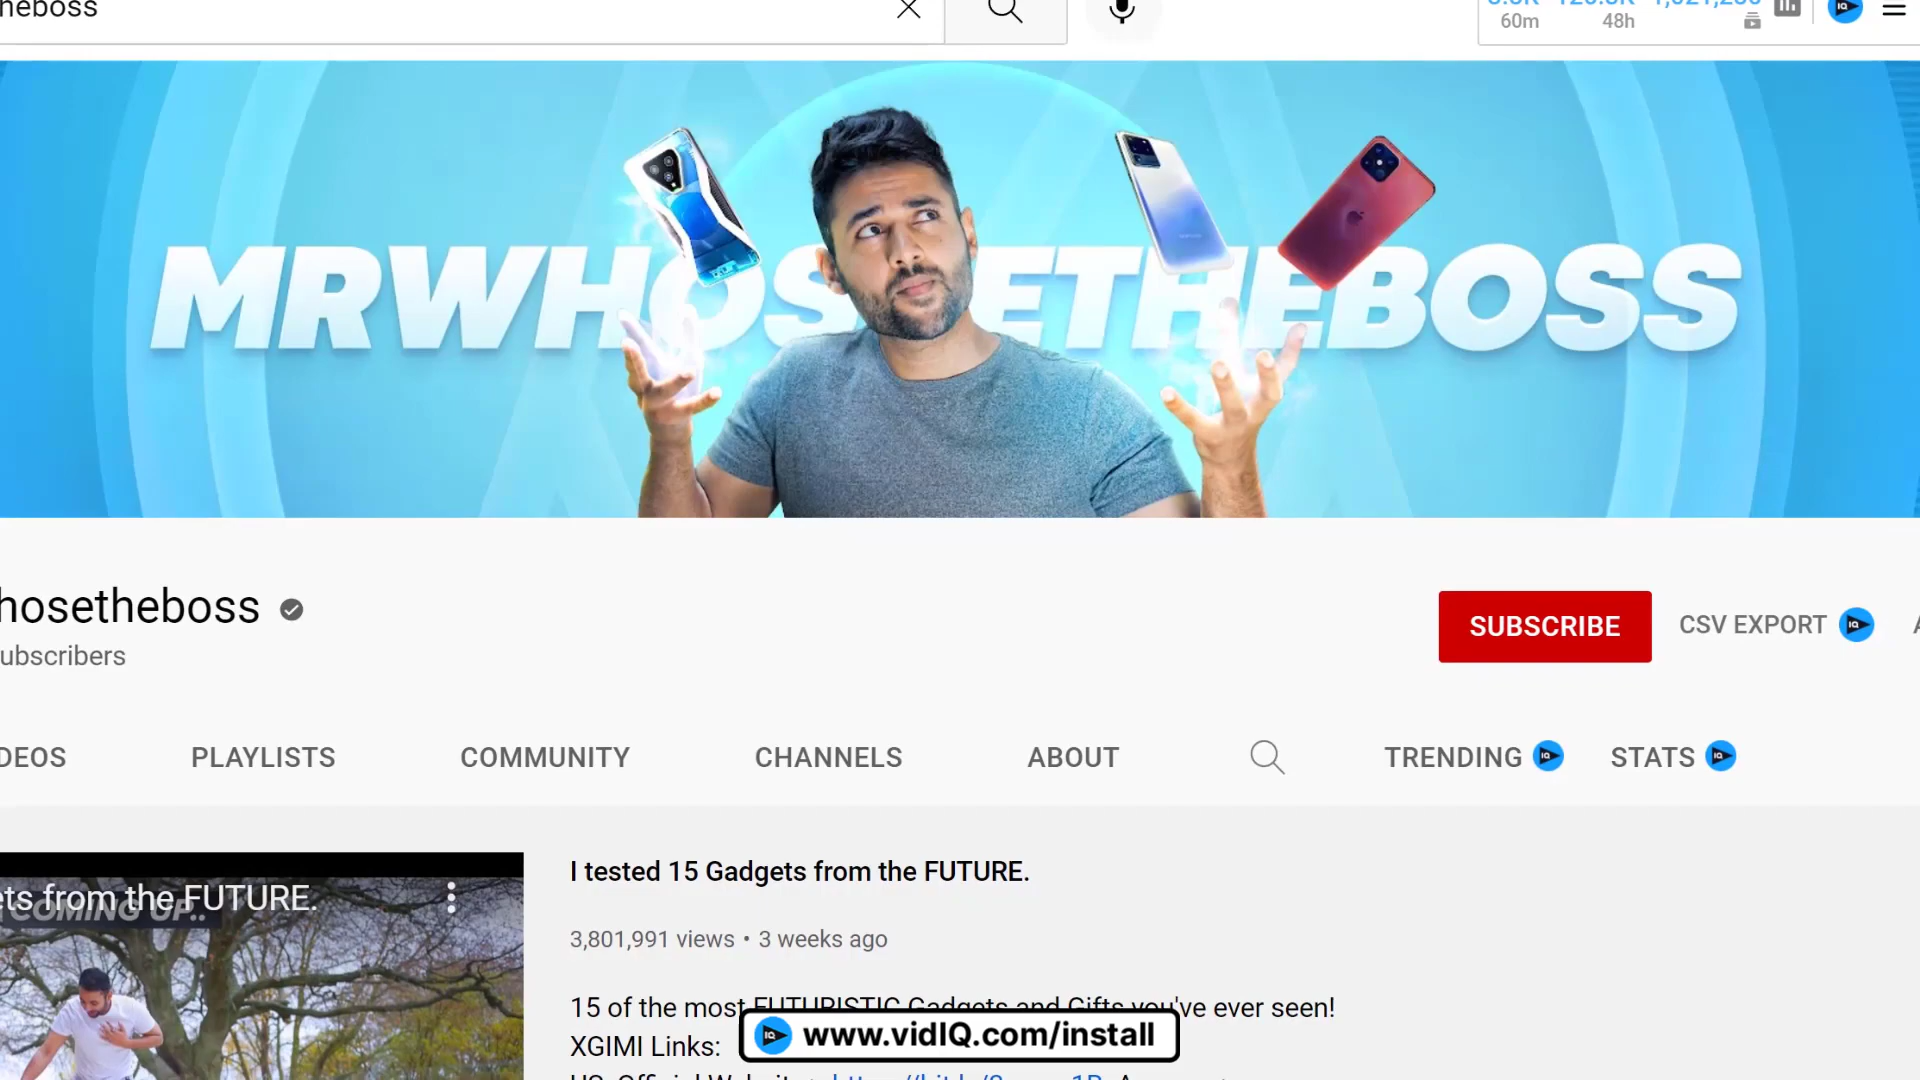 heboss
60m 48h
MRWHOSETHEBOSS
hosetheboss
ubscribers
SUBSCRIBE
CSV EXPORT
DEOS
PLAYLISTS
COMMUNITY
CHANNELS
ABOUT
TRENDING
STATS
ts from the FUTURE.
COMING UP..
I tested 15 Gadgets from the FUTURE.
3,801,991 views • 3 weeks ago
15 of the most FUTURISTIC Gadgets and Gifts you've ever seen!
XGIMI Links:
www.vidIQ.com/install